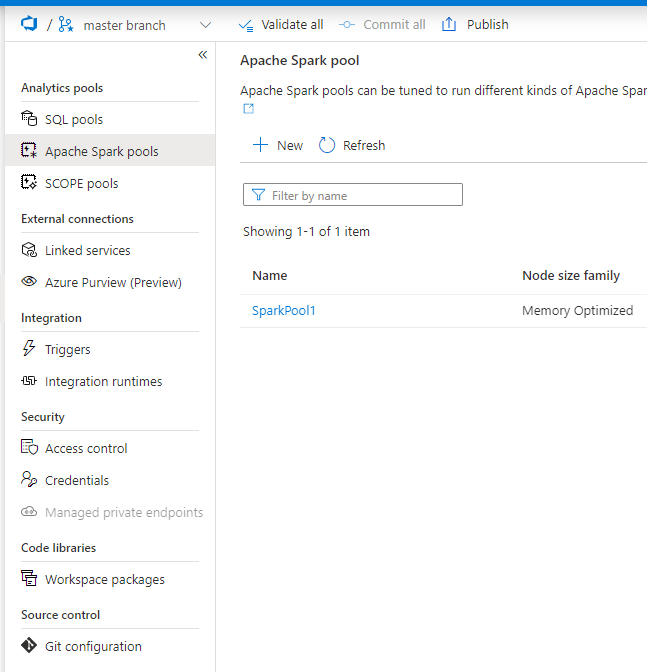 / master branch
Validate all
Commit all
Publish
«
Analytics pools
SQL pools
Apache Spark pools
SCOPE pools
External connections
Linked services
Azure Purview (Preview)
Integration
Triggers
Integration runtimes
Security
Access control
Credentials
Managed private endpoints
Code libraries
Workspace packages
Source control
Git configuration
Apache Spark pool
Apache Spark pools can be tuned to run different kinds of Apache Spar
New
Refresh
Filter by name
Showing 1-1 of 1 item
Name Node size family
SparkPool1 Memory Optimized